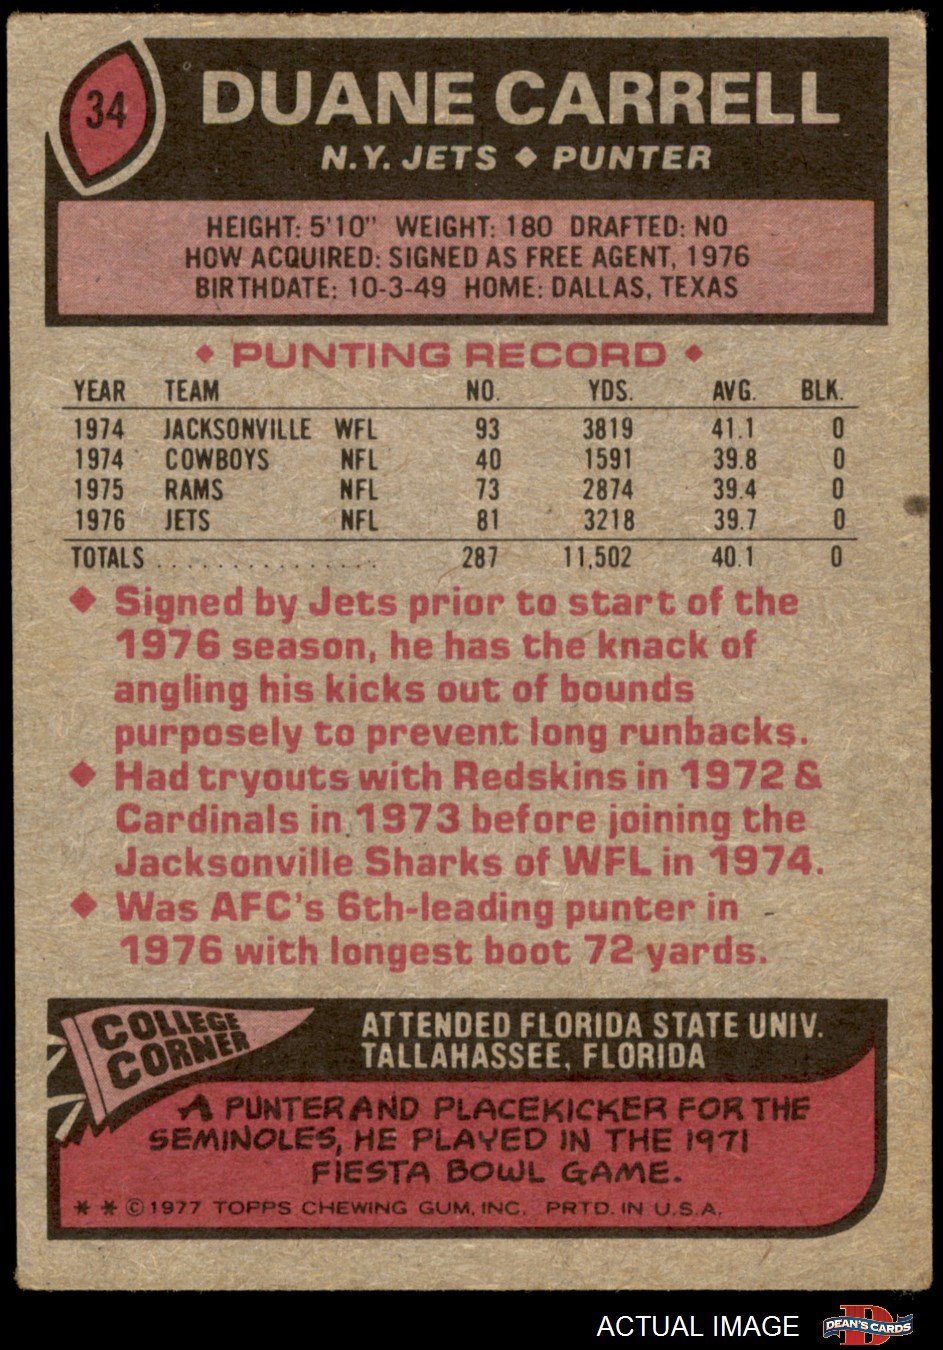 34
DUANE CARRELL
N.Y. JETS ◆ PUNTER
HEIGHT: 5'10" WEIGHT: 180 DRAFTED: NO
HOW ACQUIRED: SIGNED AS FREE AGENT, 1976
BIRTHDATE: 10-3-49 HOME: DALLAS, TEXAS
◆ PUNTING RECORD ◆
YEAR TEAM NO. YDS. AVG. BLK.
1974 JACKSONVILLE WFL 93 3819 41.1 0
1974 COWBOYS NFL 40 1591 39.8 0
1975 RAMS NFL 73 2874 39.4 0
1976 JETS NFL 81 3218 39.7 0
TOTALS . . . . . . . . . . . . . . . 287 11,502 40.1 0
◆ Signed by Jets prior to start of the
1976 season, he has the knack of
angling his kicks out of bounds
purposely to prevent long runbacks.
◆ Had tryouts with Redskins in 1972 &
Cardinals in 1973 before joining the
Jacksonville Sharks of WFL in 1974.
◆ Was AFC's 6th-leading punter in
1976 with longest boot 72 yards.
COLLEGE
CORNER
ATTENDED FLORIDA STATE UNIV.
TALLAHASSEE, FLORIDA
A PUNTER AND PLACEKICKER FOR THE
SEMINOLES, HE PLAYED IN THE 1971
FIESTA BOWL GAME.
* * © 1977 TOPPS CHEWING GUM, INC. PRTD. IN U.S.A.
ACTUAL IMAGE
D
DEAN'S CARDS